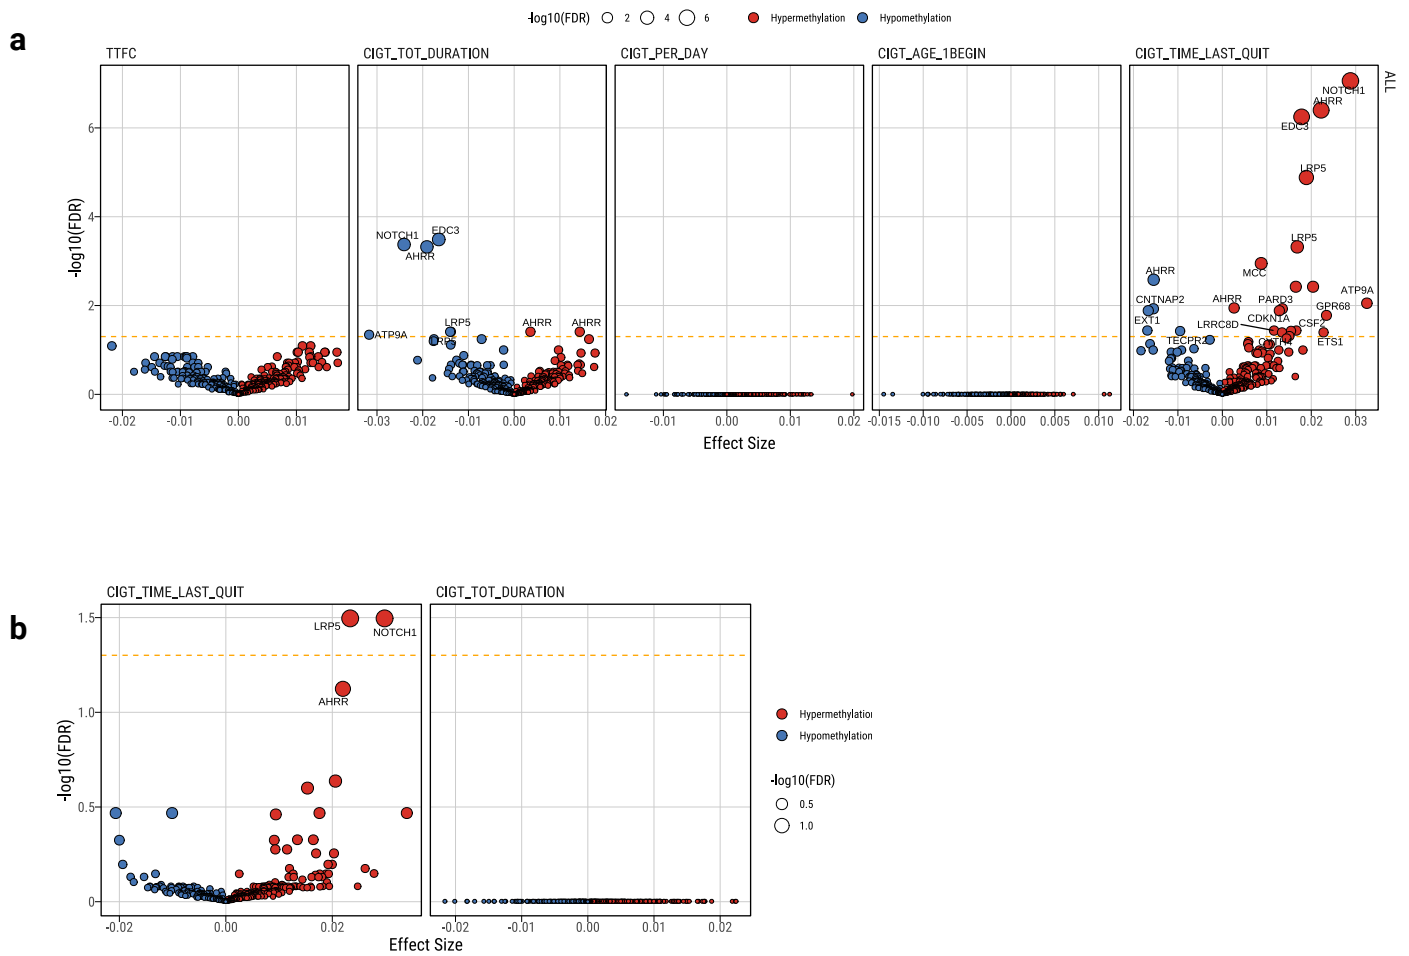 -log10(FDR) 2 4 6 Hypermethylation Hypomethylation
a
TTFC CIGT_TOT_DURATION CIGT_PER_DAY CIGT_AGE_1BEGIN CIGT_TIME_LAST_QUIT
ALL
NOTCH1
AHRR
EDC3
LRP5
LRP5
MCC
AHRR
ATP9A
CNTNAP2
AHRR
PARD3
GPR68
EXT1
LRRC8D
CDKN1A
CSF2
TECPR2
ETS1
NOTCH1
EDC3
AHRR
ATP9A
LRP5
AHRR
AHRR
-log10(FDR)
6
4
2
0
-0.02 -0.01 0.00 0.01
-0.03 -0.02 -0.01 0.00 0.01 0.02
-0.01 0.00 0.01 0.02
-0.015 -0.010 -0.005 0.000 0.005 0.010
-0.02 -0.01 0.00 0.01 0.02 0.03
Effect Size
b
CIGT_TIME_LAST_QUIT CIGT_TOT_DURATION
LRP5
NOTCH1
AHRR
-log10(FDR)
1.5
1.0
0.5
0
-0.02 0.00 0.02
-0.02 -0.01 0.00 0.01 0.02
Effect Size
Hypermethylation
Hypomethylation
-log10(FDR)
0.5
1.0